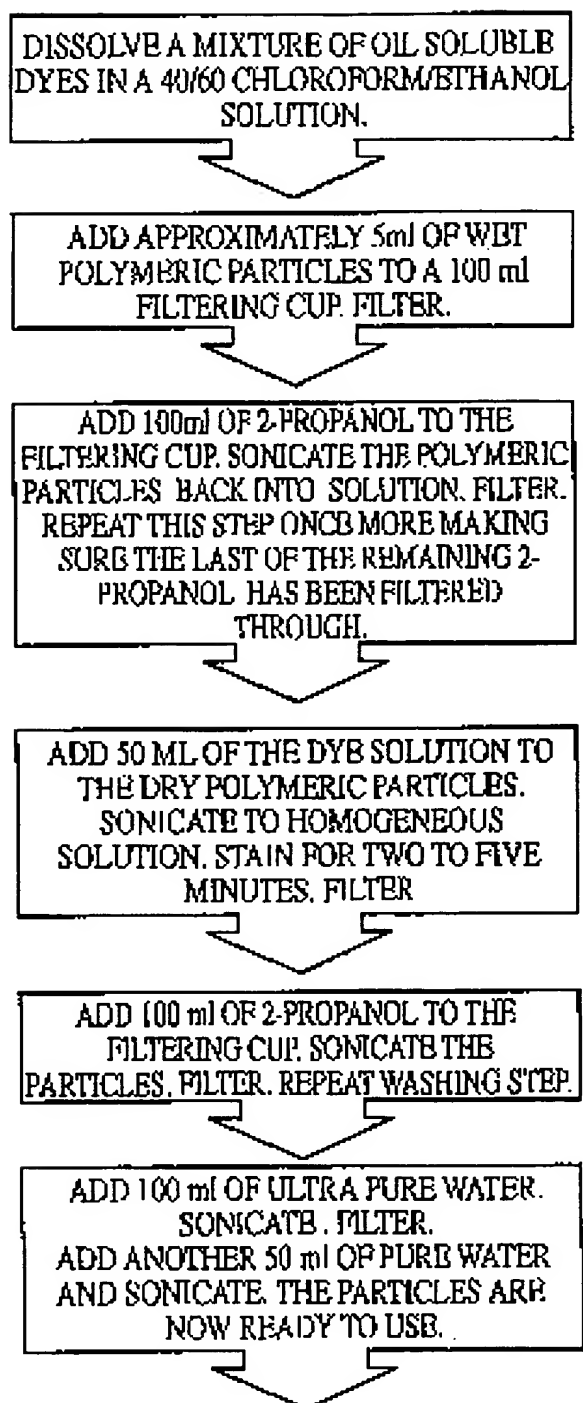 DISSOLVE A MIXTURE OF OIL SOLUBLE
DYES IN A 40/60 CHLOROFORM/ETHANOL
SOLUTION.
ADD APPROXIMATELY 5ml OF WET
POLYMERIC PARTICLES TO A 100 ml
FILTERING CUP. FILTER.
ADD 100ml OF 2-PROPANOL TO THE
FILTERING CUP. SONICATE THE POLYMERIC
PARTICLES BACK INTO SOLUTION. FILTER.
REPEAT THIS STEP ONCE MORE MAKING
SURE THE LAST OF THE REMAINING 2-
PROPANOL HAS BEEN FILTERED
THROUGH.
ADD 50 ML OF THE DYE SOLUTION TO
THE DRY POLYMERIC PARTICLES.
SONICATE TO HOMOGENEOUS
SOLUTION. STAIN FOR TWO TO FIVE
MINUTES. FILTER
ADD 100 ml OF 2-PROPANOL TO THE
FILTERING CUP. SONICATE THE
PARTICLES. FILTER. REPEAT WASHING STEP.
ADD 100 ml OF ULTRA PURE WATER.
SONICATE. FILTER.
ADD ANOTHER 50 ml OF PURE WATER
AND SONICATE. THE PARTICLES ARE
NOW READY TO USE.